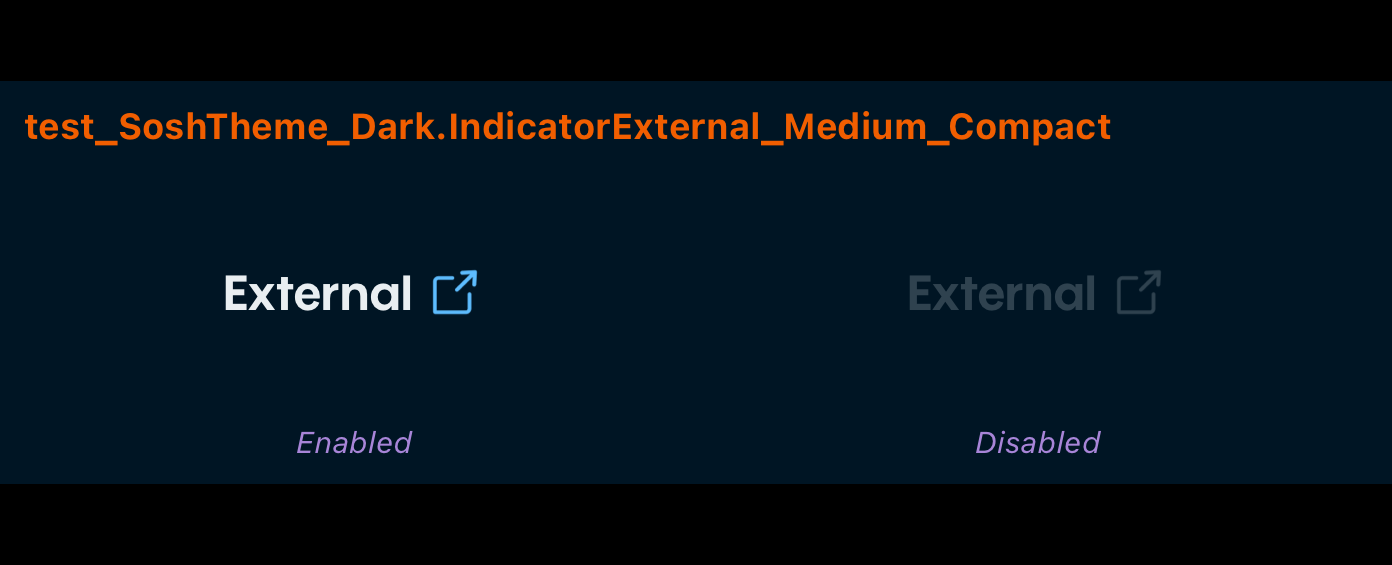 test_SoshTheme_Dark.IndicatorExternal_Medium_Compact
External
External
Enabled
Disabled